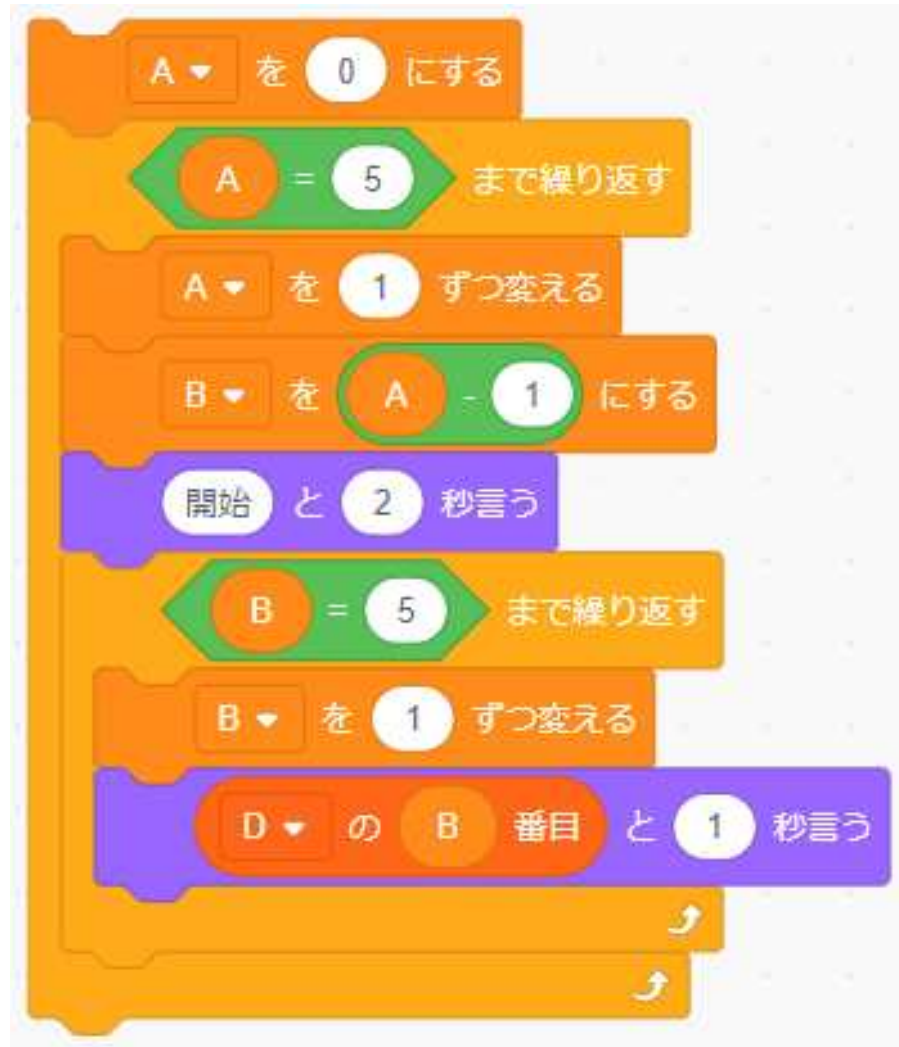 A を 0 にする
A = 5 まで繰り返す
A を 1 ずつ変える
B を A - 1 にする
開始 と 2 秒言う
B = 5 まで繰り返す
B を 1 ずつ変える
D の B 番目 と 1 秒言う